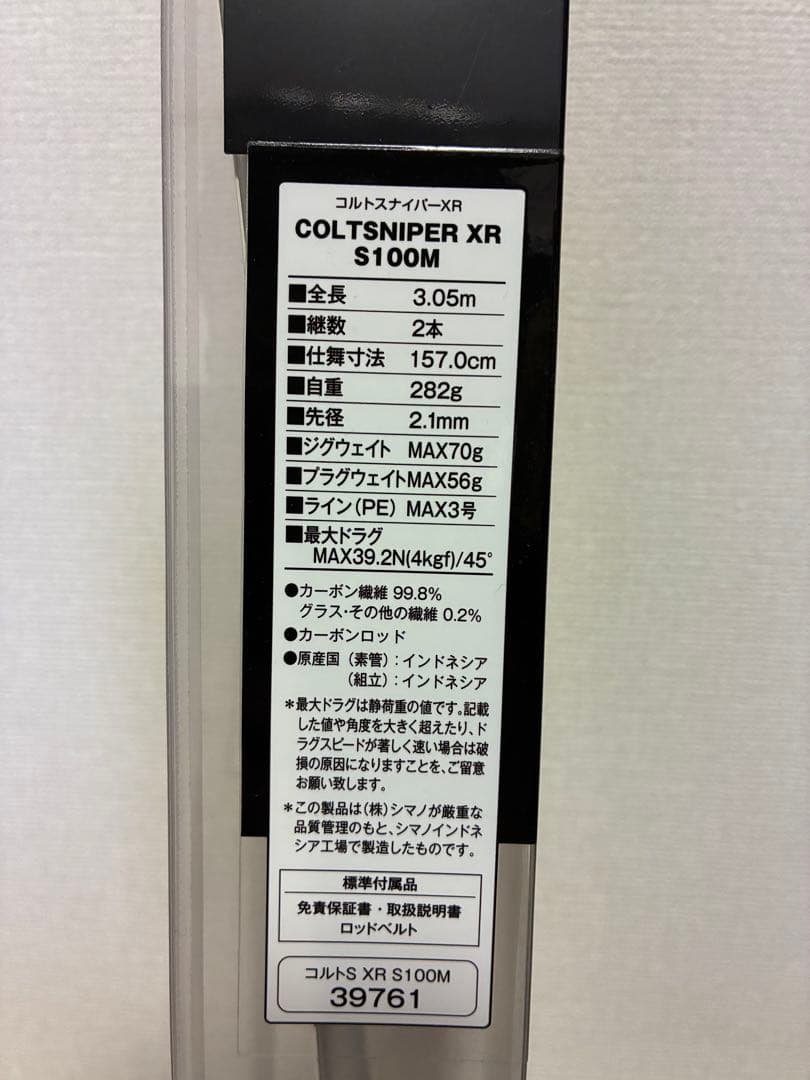 コルトスナイパーXR
COLTSNIPER XR
S100M
■全長 3.05m
■継数 2本
■仕舞寸法 157.0cm
■自重 282g
■先径 2.1mm
■ジグウェイト MAX70g
■プラグウェイトMAX56g
■ライン(PE) MAX3号
■最大ドラグ
MAX39.2N(4kgf)/45°
●カーボン繊維 99.8%
グラス・その他の繊維 0.2%
●カーボンロッド
●原産国(素管):インドネシア
(組立):インドネシア
*最大ドラグは静荷重の値です。記載
した値や角度を大きく超えたり、ド
ラグスピードが著しく速い場合は破
損の原因になりますことを、ご留意
お願い致します。
*この製品は(株)シマノが厳重な
品質管理のもと、シマノインドネ
シア工場で製造したものです。
標準付属品
免責保証書・取扱説明書
ロッドベルト
コルトS XR S100M
39761